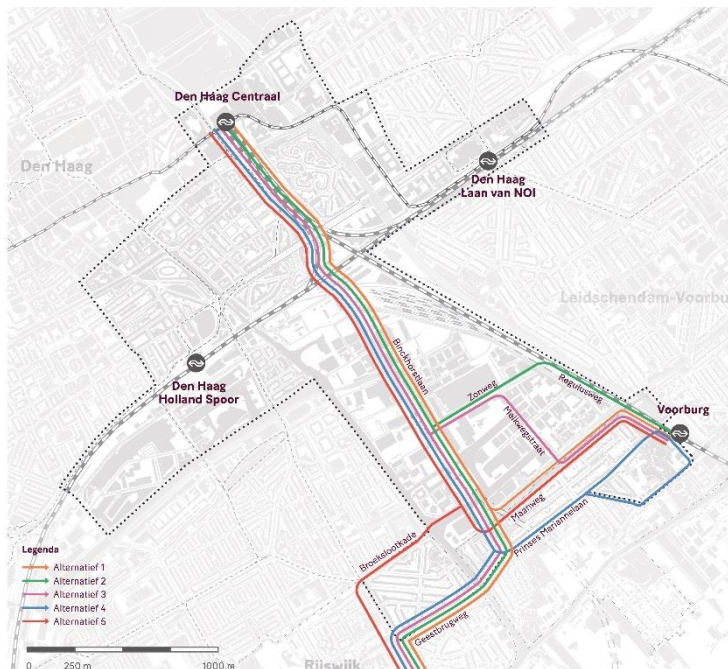 Den Haag Centraal
Den Haag
Den Haag
Laan van NOI
Leidschendam-Voorbu
Binckhorstlaan
Den Haag
Holland Spoor
Zonweg
Regulusweg
Melkwegstraat
Voorburg
Maanweg
Prinses Mariannelaan
Broekslootkade
Geestbrugweg
Legenda
Alternatief 1
Alternatief 2
Alternatief 3
Alternatief 4
Alternatief 5
0 250 m 1000 m
Rijswijk